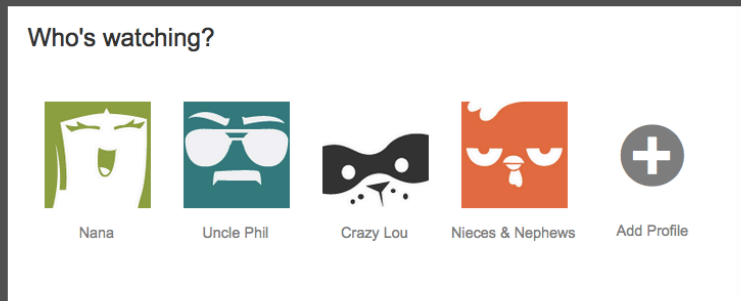 Who's watching?
Nana
Uncle Phil
Crazy Lou
Nieces & Nephews
Add Profile